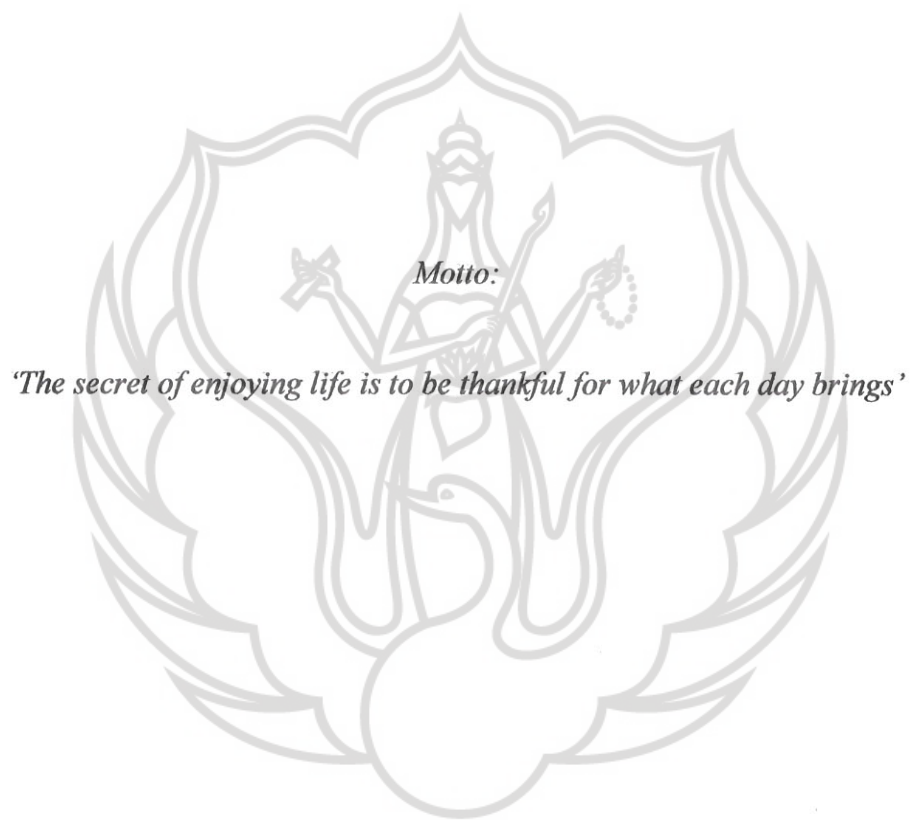 Motto:
‘The secret of enjoying life is to be thankful for what each day brings’